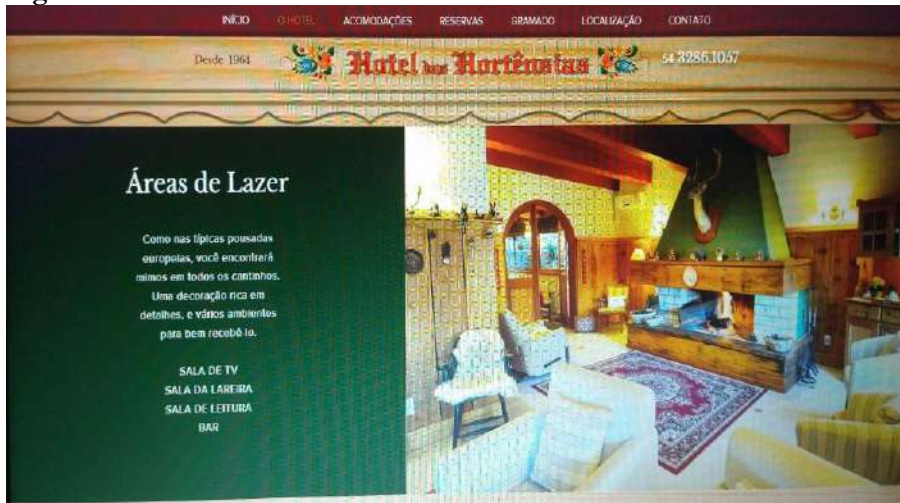 INÍCIO O HOTEL ACOMODAÇÕES RESERVAS GRAMADO LOCALIZAÇÃO CONTATO
Desde 1964 Hotel das Hortênsias 54 3286.1057
Áreas de Lazer
Como nas típicas pousadas
europeias, você encontrará
mimos em todos os cantinhos.
Uma decoração rica em
detalhes, e vários ambientes
para bem recebê-lo.
SALA DE TV
SALA DA LAREIRA
SALA DE LEITURA
BAR